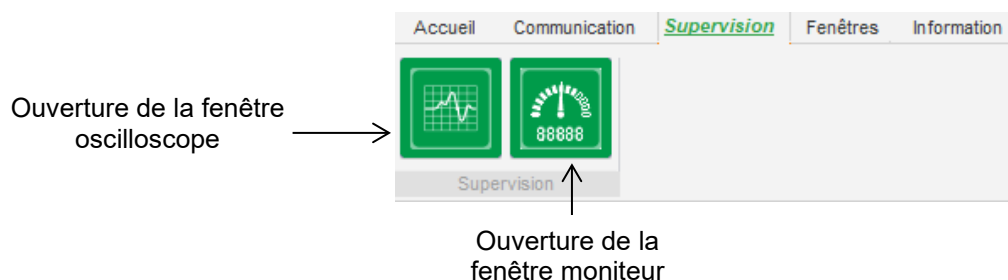 Accueil Communication Supervision Fenêtres Information
Ouverture de la fenêtre
oscilloscope
88888
Supervision
Ouverture de la
fenêtre moniteur